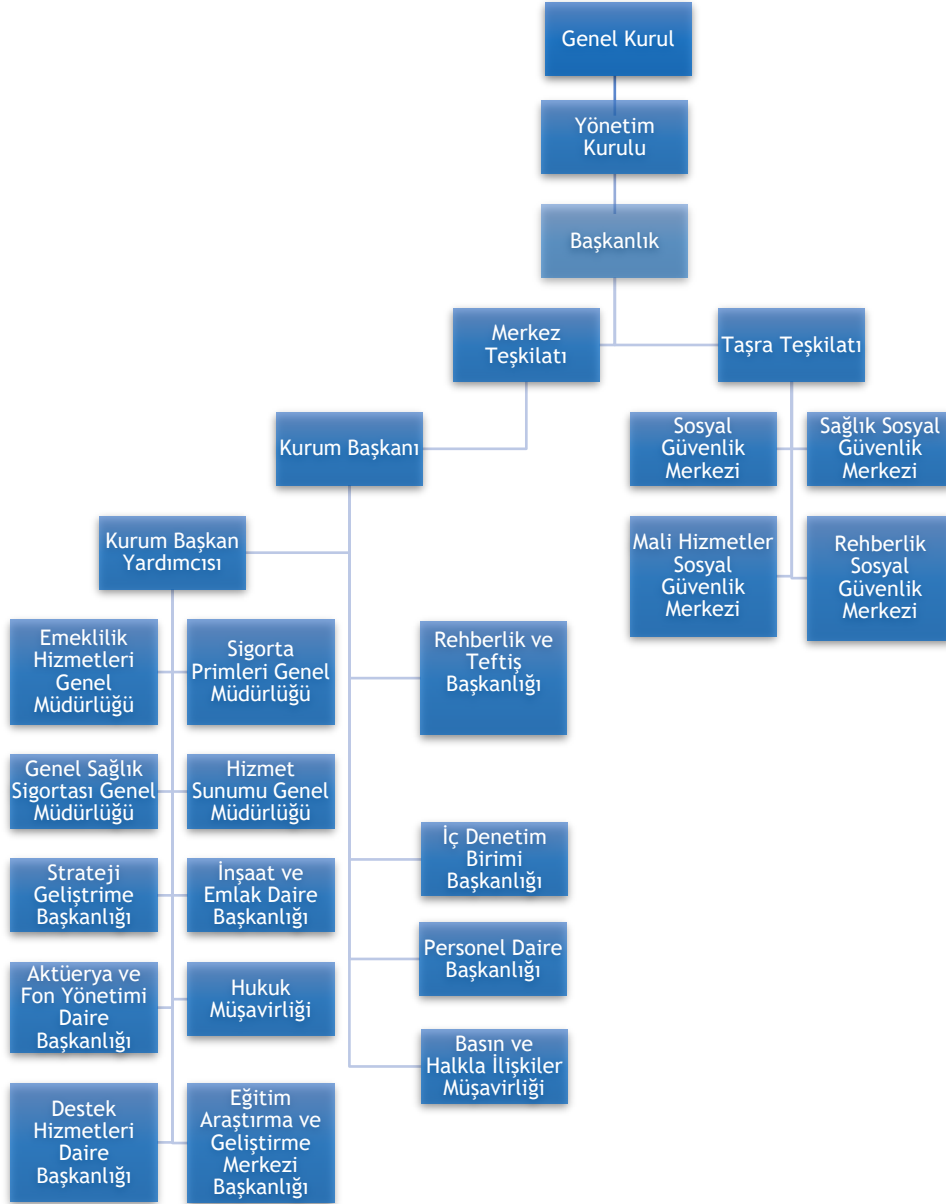 Genel Kurul
Yönetim
Kurulu
Başkanlık
Merkez
Teşkilatı
Taşra Teşkilatı
Kurum Başkanı
Sosyal
Güvenlik
Merkezi
Sağlık Sosyal
Güvenlik
Merkezi
Kurum Başkan
Yardımcısı
Mali Hizmetler
Sosyal
Güvenlik
Merkezi
Rehberlik
Sosyal
Güvenlik
Merkezi
Emeklilik
Hizmetleri
Genel
Müdürlüğü
Sigorta
Primleri Genel
Müdürlüğü
Rehberlik ve
Teftiş
Başkanlığı
Genel Sağlık
Sigortası Genel
Müdürlüğü
Hizmet
Sunumu Genel
Müdürlüğü
İç Denetim
Birimi
Başkanlığı
Strateji
Geliştrime
Başkanlığı
İnşaat ve
Emlak Daire
Başkanlığı
Personel Daire
Başkanlığı
Aktüerya ve
Fon Yönetimi
Daire
Başkanlığı
Hukuk
Müşavirliği
Basın ve
Halkla İlişkiler
Müşavirliği
Destek
Hizmetleri
Daire
Başkanlığı
Eğitim
Araştırma ve
Geliştirme
Merkezi
Başkanlığı